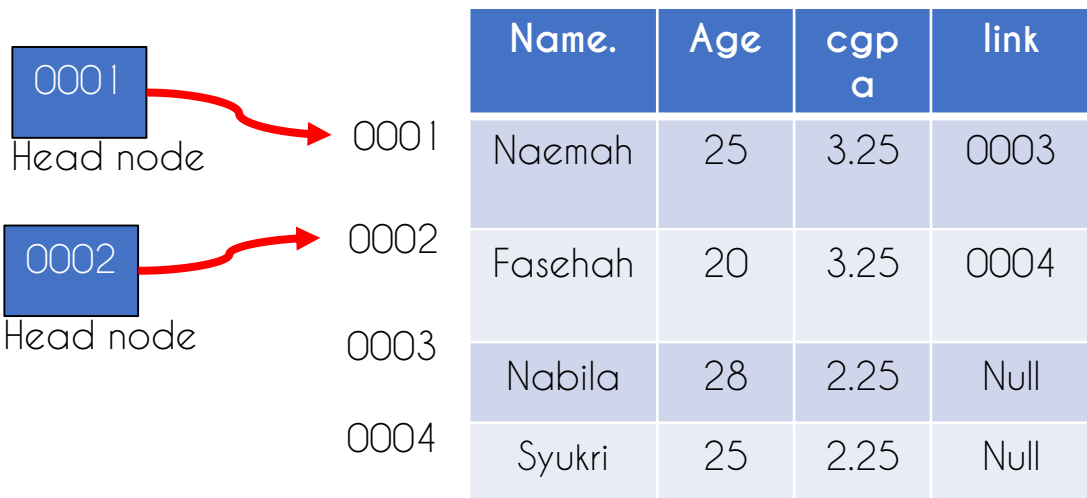 Name. Age cgp link
a
0001
Head node
0001 Naemah 25 3.25 0003
0002
Head node
0002 Fasehah 20 3.25 0004
0003 Nabila 28 2.25 Null
0004 Syukri 25 2.25 Null